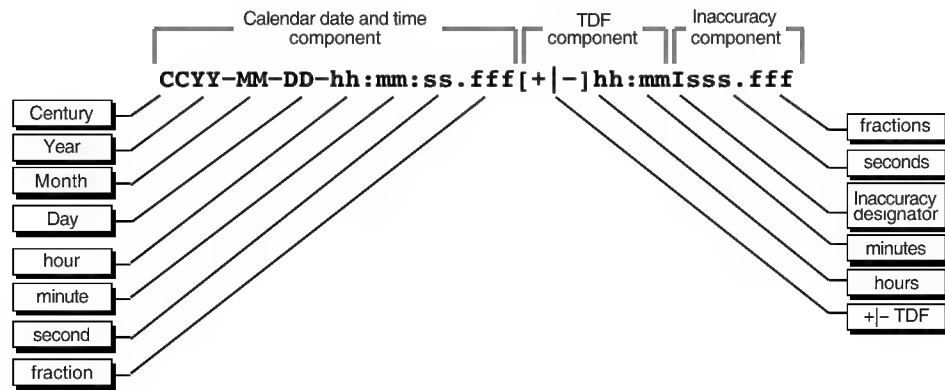 Calendar date and time component
TDF component
Inaccuracy component
CCYY-MM-DD-hh:mm:ss.fff[+|-]hh:mmIsss.fff
Century
Year
Month
Day
hour
minute
second
fraction
fractions
seconds
Inaccuracy
designator
minutes
hours
+|- TDF